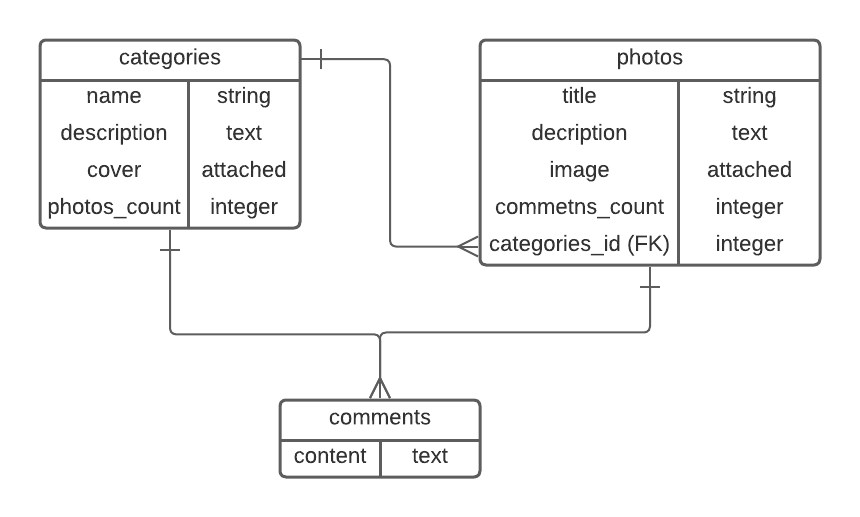 categories
name string
description text
cover attached
photos_count integer
photos
title string
decription text
image attached
commetns_count integer
categories_id (FK) integer
comments
content text